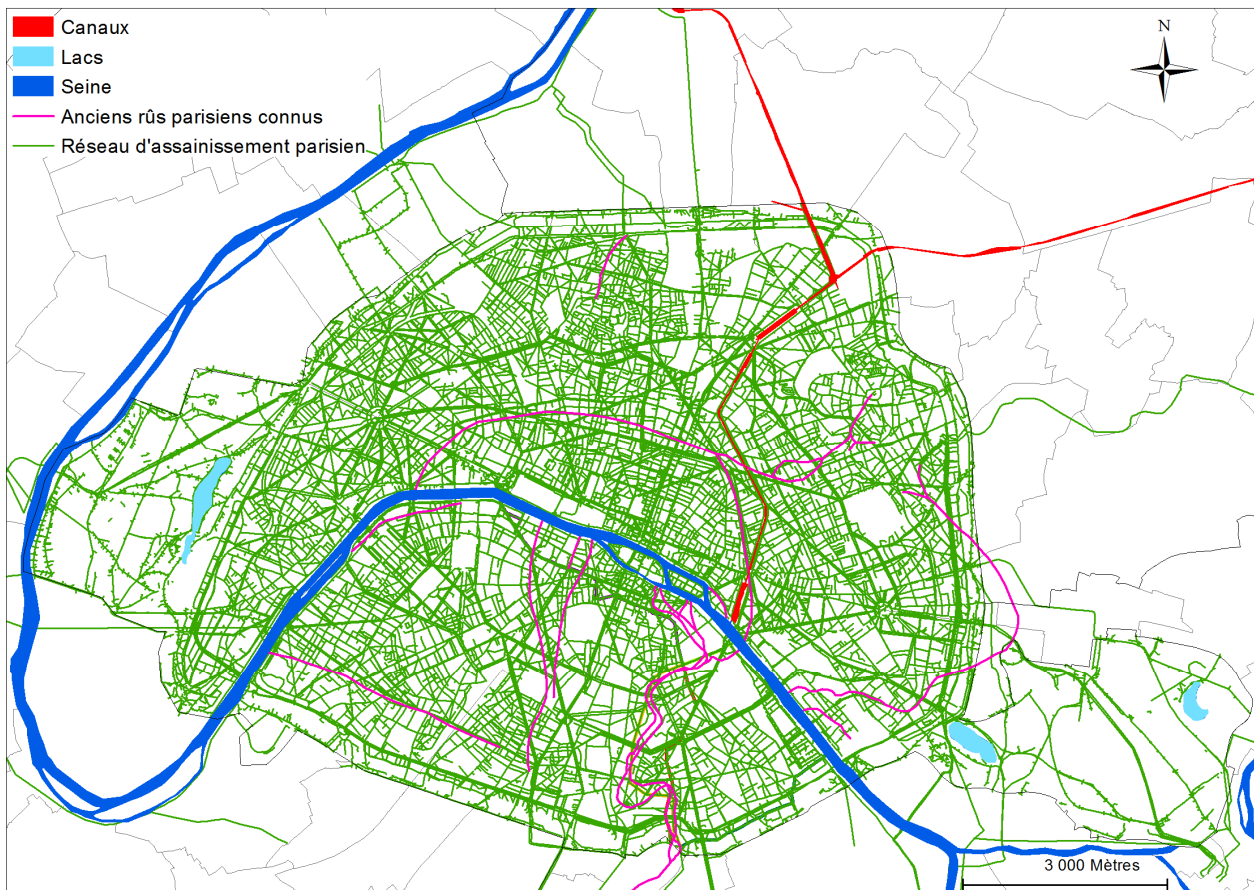 Canaux
Lacs
Seine
Anciens rûs parisiens connus
Réseau d'assainissement parisien
N
3 000 Mètres